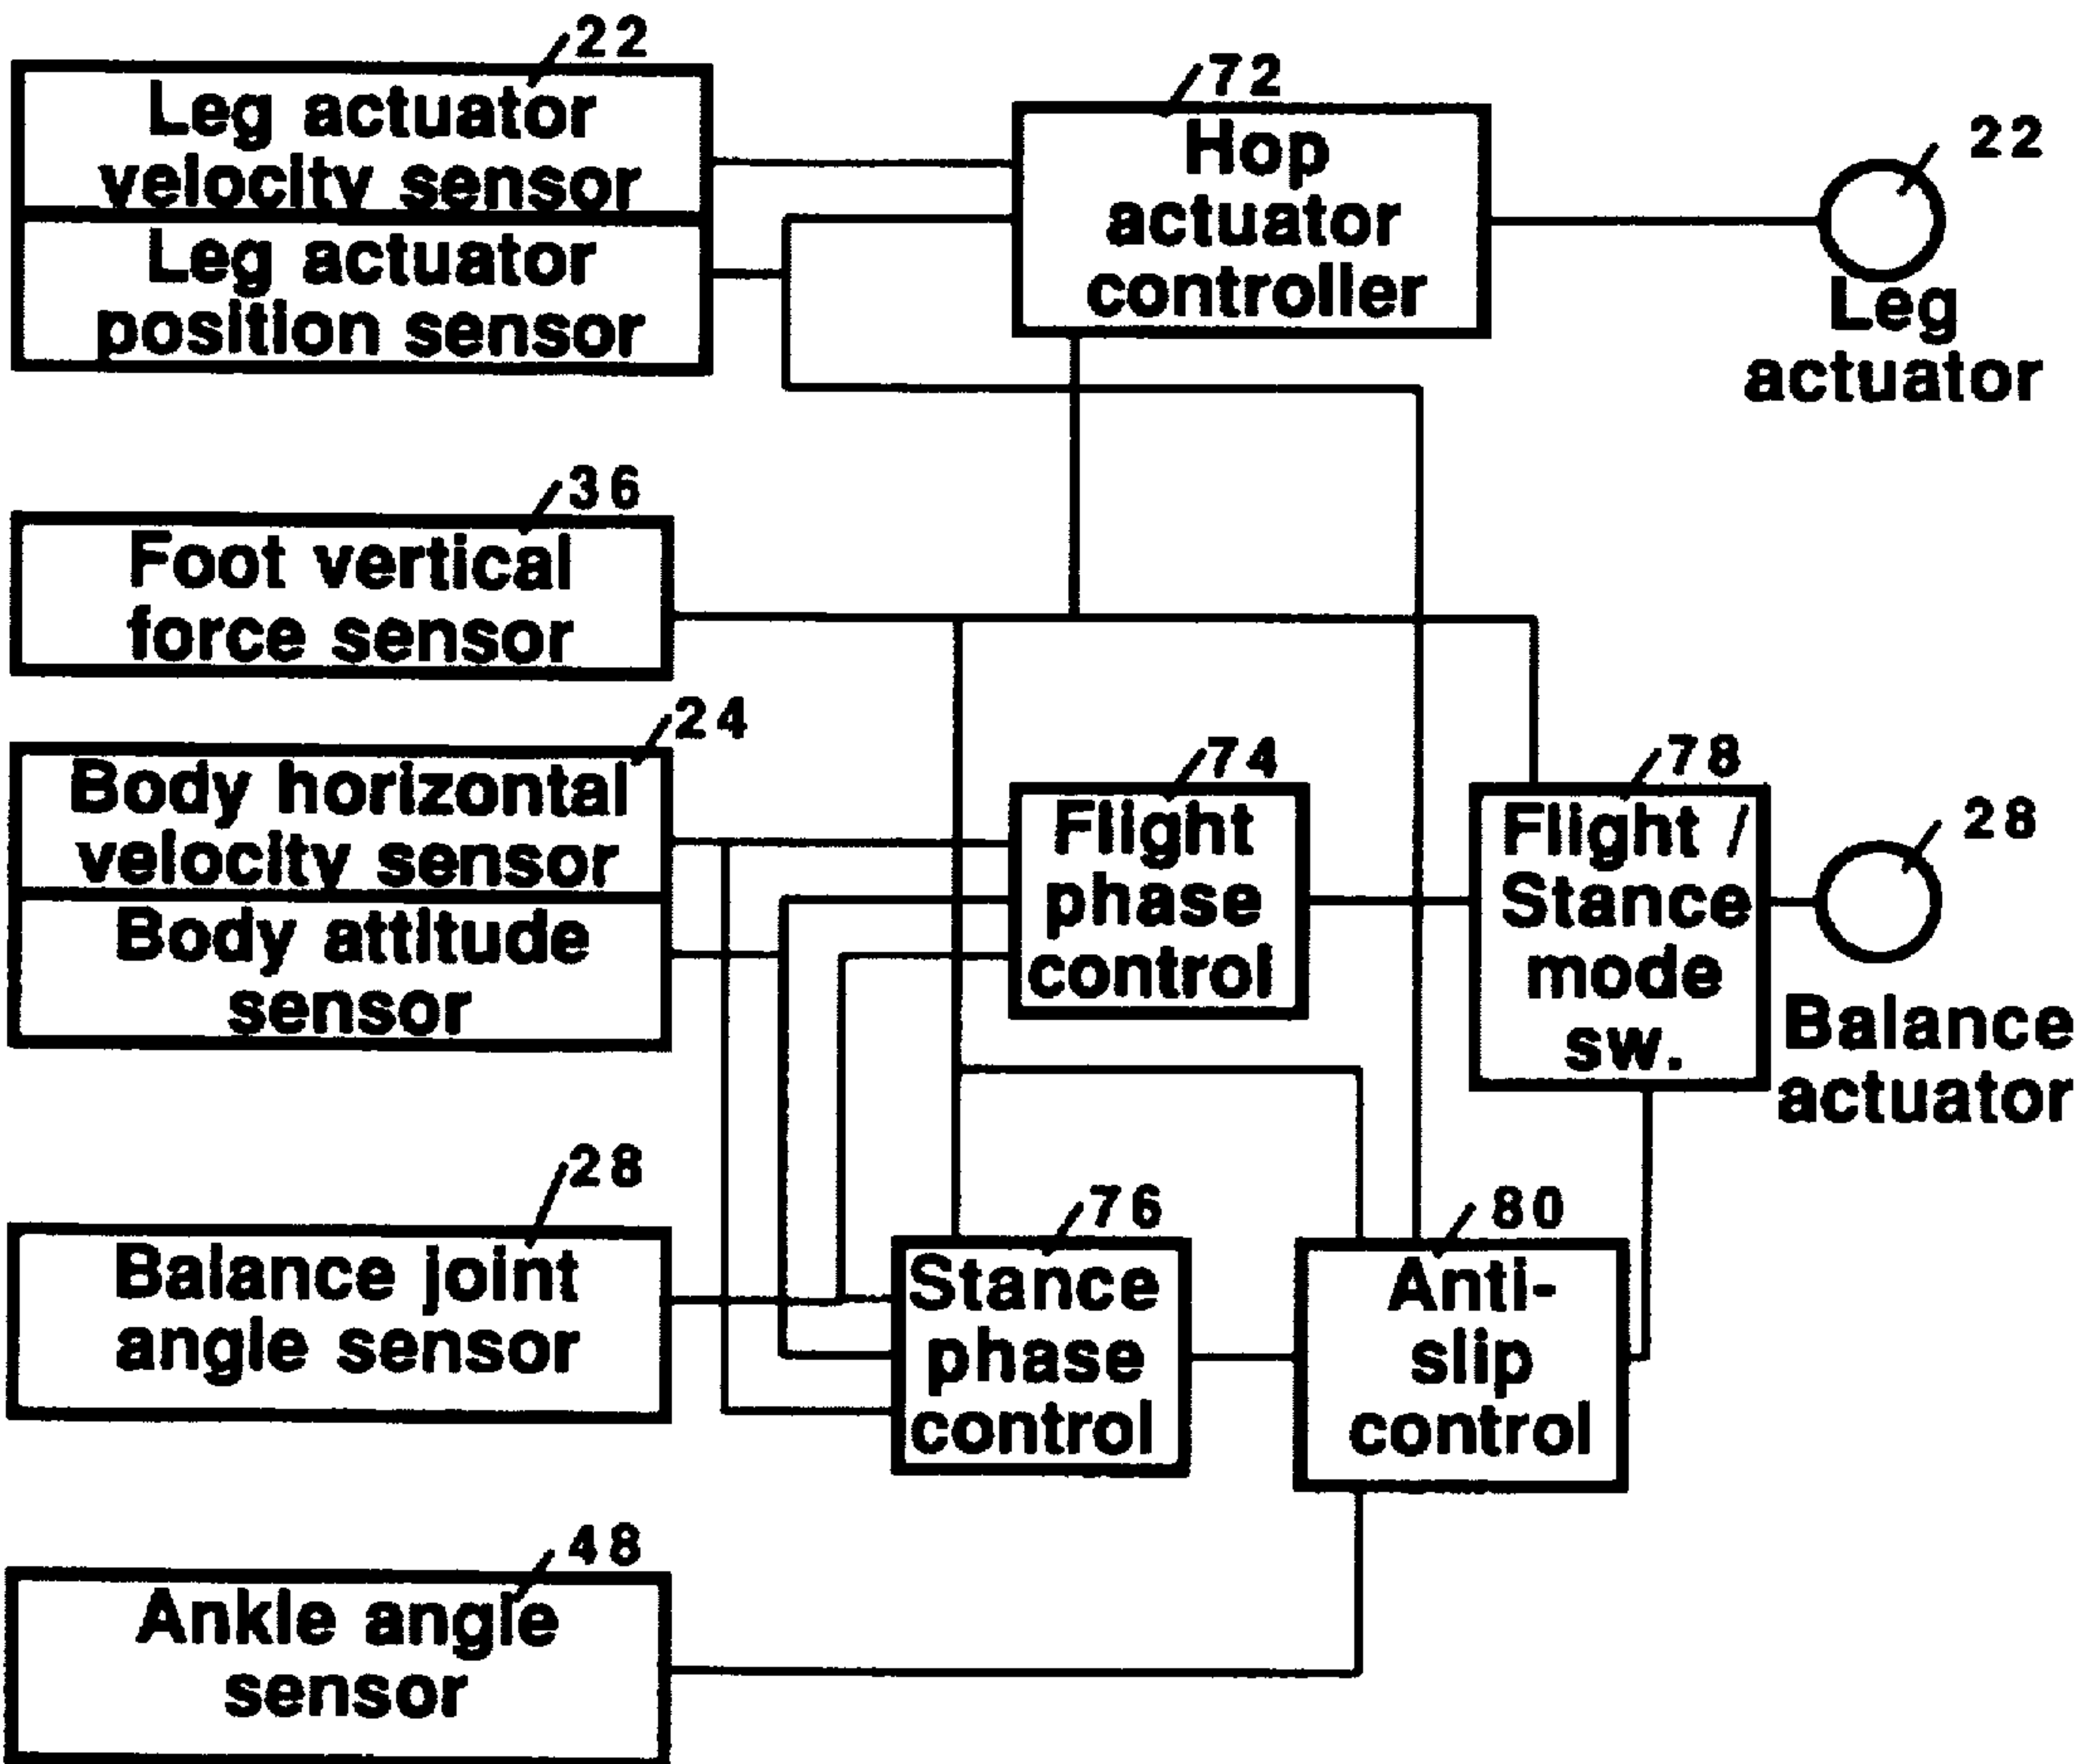 22
Leg actuator
velocity sensor
Leg actuator
position sensor
72
Hop
actuator
controller
22
Leg
actuator
36
Foot vertical
force sensor
24
Body horizontal
velocity sensor
Body attitude
sensor
74
Flight
phase
control
78
Flight /
Stance
mode
sw.
28
Balance
actuator
28
Balance joint
angle sensor
76
Stance
phase
control
80
Anti-
slip
control
48
Ankle angle
sensor